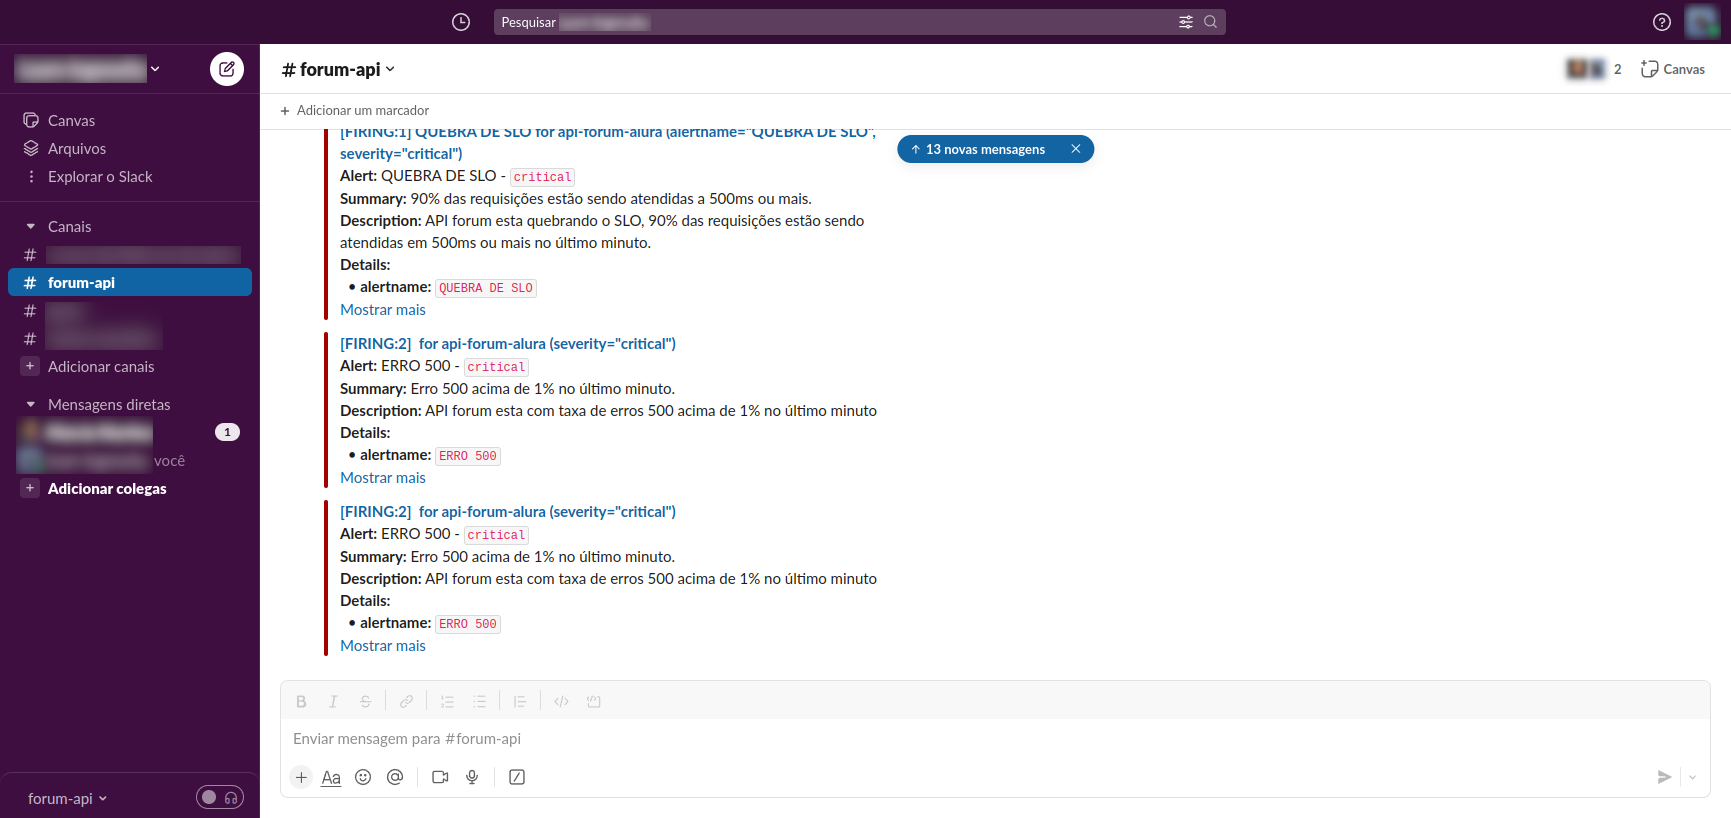 Pesquisar
# forum-api
2
Canvas
+ Adicionar um marcador
Canvas
Arquivos
Explorar o Slack
Canais
#
# forum-api
#
#
+ Adicionar canais
Mensagens diretas
1
você
+ Adicionar colegas
forum-api
[FIRING:1] QUEBRA DE SLO for api-forum-alura (alertname="QUEBRA DE SLO",
severity="critical")
↑ 13 novas mensagens ×
Alert: QUEBRA DE SLO - critical
Summary: 90% das requisições estão sendo atendidas a 500ms ou mais.
Description: API forum esta quebrando o SLO, 90% das requisições estão sendo
atendidas em 500ms ou mais no último minuto.
Details:
• alertname: QUEBRA DE SLO
Mostrar mais
[FIRING:2] for api-forum-alura (severity="critical")
Alert: ERRO 500 - critical
Summary: Erro 500 acima de 1% no último minuto.
Description: API forum esta com taxa de erros 500 acima de 1% no último minuto
Details:
• alertname: ERRO 500
Mostrar mais
[FIRING:2] for api-forum-alura (severity="critical")
Alert: ERRO 500 - critical
Summary: Erro 500 acima de 1% no último minuto.
Description: API forum esta com taxa de erros 500 acima de 1% no último minuto
Details:
• alertname: ERRO 500
Mostrar mais
B I S
Enviar mensagem para #forum-api
+ Aa @